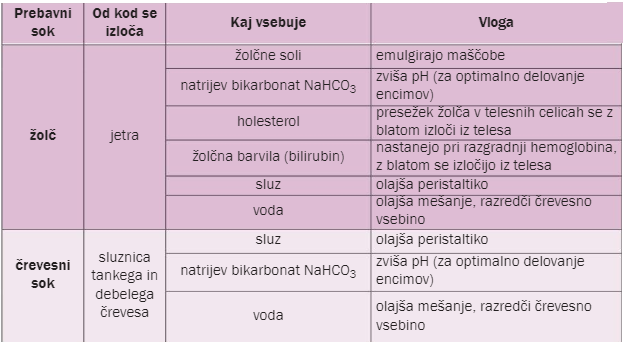 Prebavni sok	Od kod se izloča	Kaj vsebuje	Vloga
žolč	jetra	žolčne soli	emulgirajo maščobe
natrijev bikarbonat NaHCO3	zviša pH (za optimalno delovanje encimov)
holesterol	presežek žolča v telesnih celicah se z blatom izloči iz telesa
žolčna barvila (bilirubin)	nastanejo pri razgradnji hemoglobina, z blatom se izločijo iz telesa
sluz	olajša peristaltiko
voda	olajša mešanje, razredči črevesno vsebino
črevesni sok	sluznica tankega in debelega črevesa	sluz	olajša peristaltiko
natrijev bikarbonat NaHCO3	zviša pH (za optimalno delovanje encimov)
voda	olajša mešanje, razredči črevesno vsebino